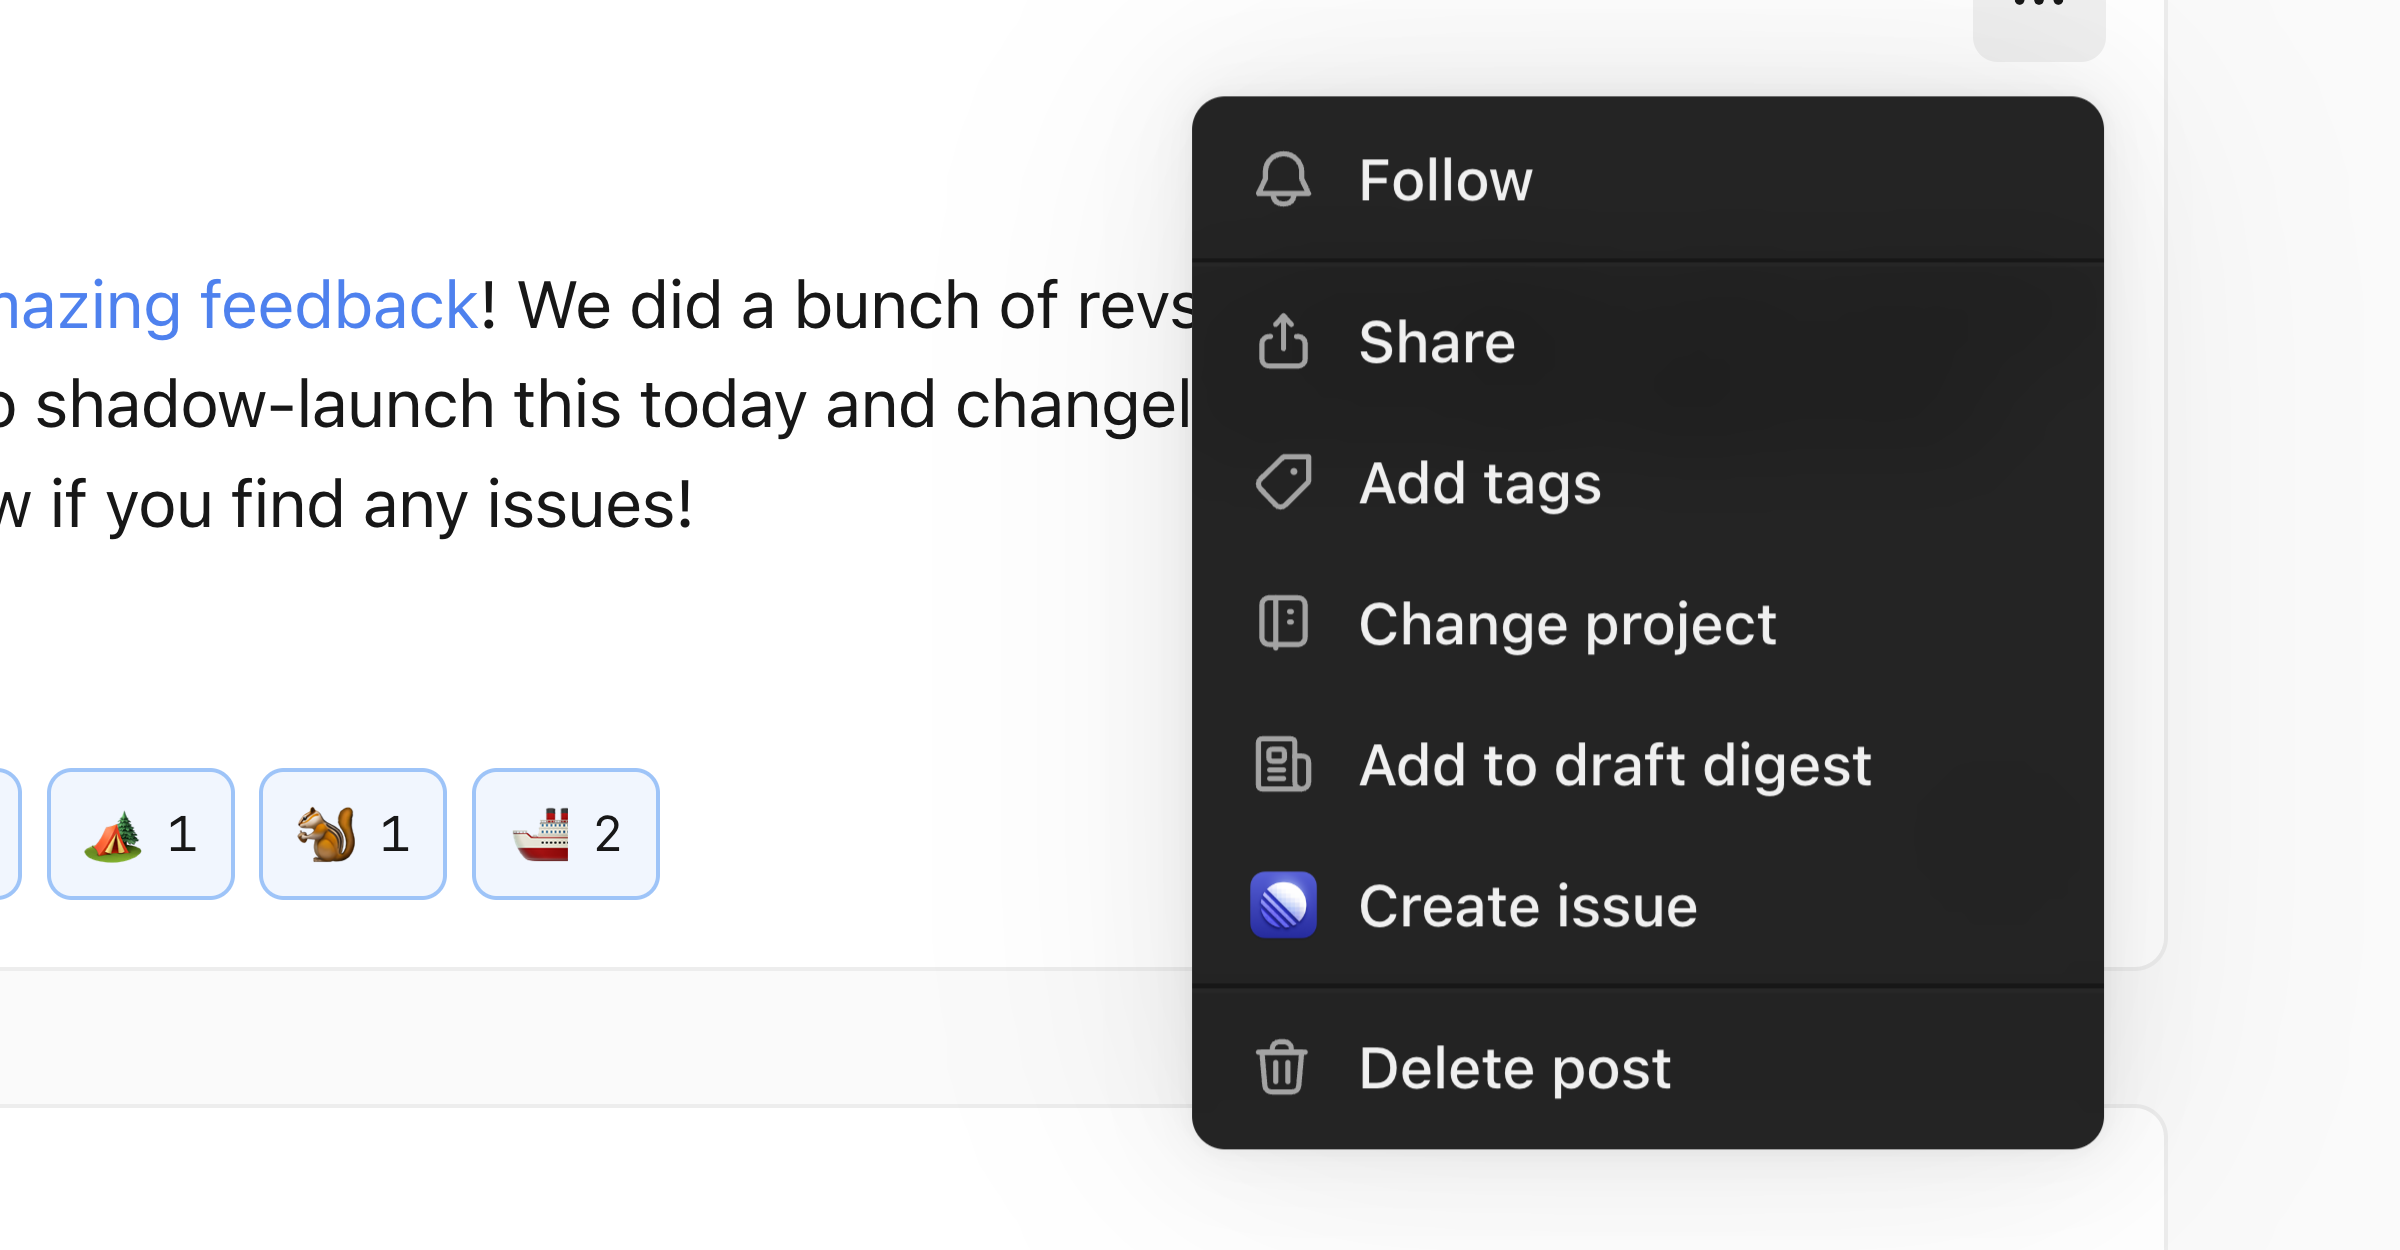 Follow
feedback! We did a bunch of revs
Share
shadow-launch this today and changel
Add tags
if you find any issues!
Change project
Add to draft digest
1
1
2
Create issue
Delete post